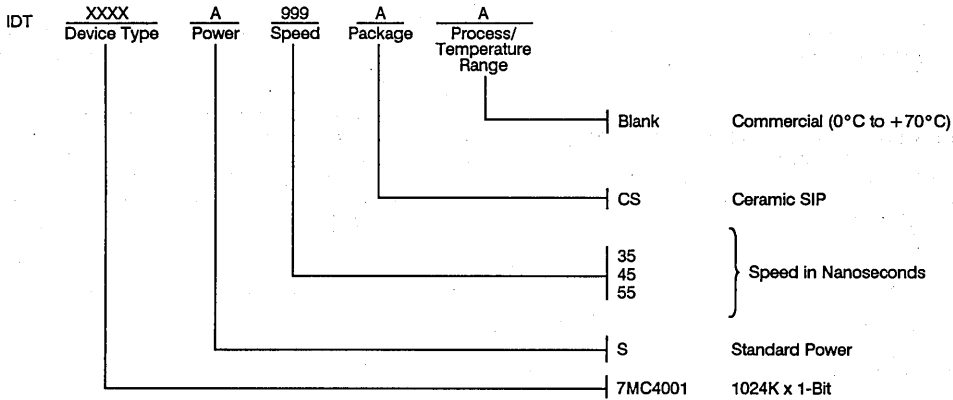 IDT XXXX A 999 A A
Device Type Power Speed Package Process/
Temperature
Range
Blank Commercial (0°C to +70°C)
CS Ceramic SIP
35
45
55
Speed in Nanoseconds
S Standard Power
7MC4001 1024K x 1-Bit